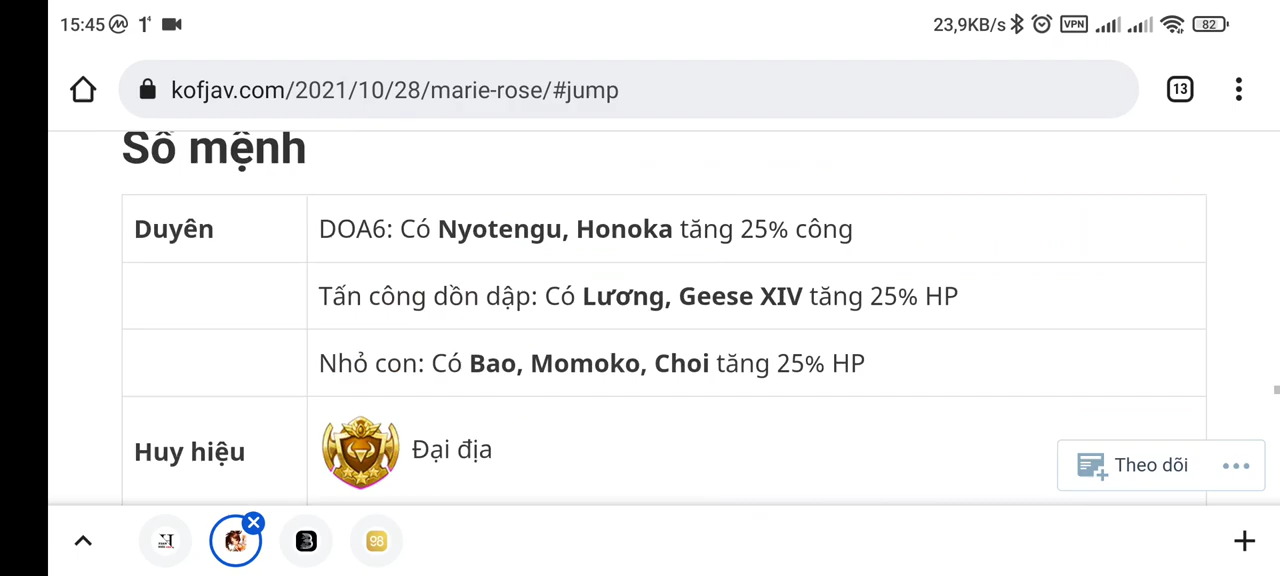 15:45 1⁴ 23,9KB/s VPN 82
kofjav.com/2021/10/28/marie-rose/#jump 13
Số mệnh
Duyên DOA6: Có Nyotengu, Honoka tăng 25% công
Tấn công dồn dập: Có Lương, Geese XIV tăng 25% HP
Nhỏ con: Có Bao, Momoko, Choi tăng 25% HP
Huy hiệu Đại địa
Theo dõi
98